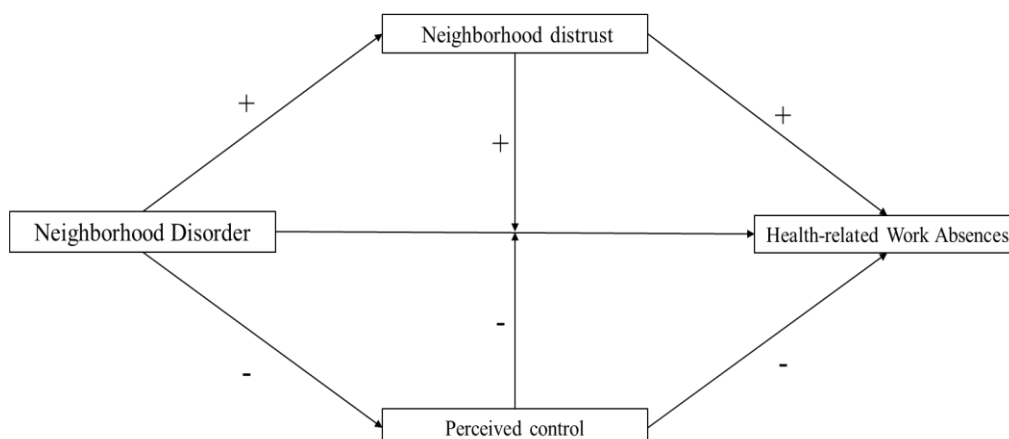 Neighborhood distrust
+
+
+
Neighborhood Disorder
Health-related Work Absences
-
-
-
Perceived control